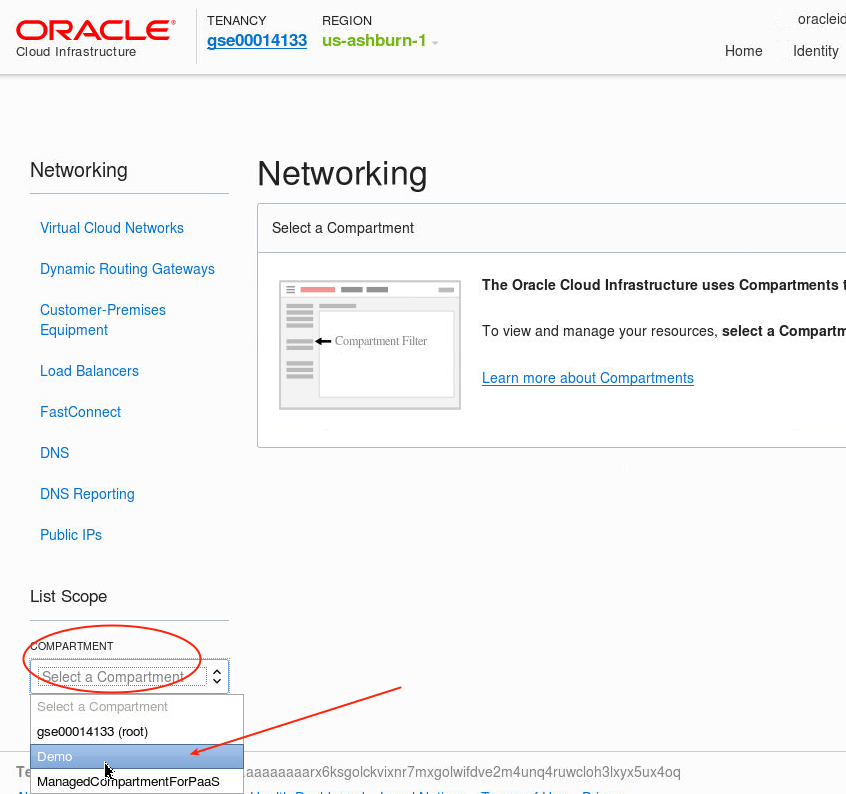 ORACLE®
Cloud Infrastructure
TENANCY
gse00014133
REGION
us-ashburn-1
oracleid
Home
Identity
Networking
Virtual Cloud Networks
Dynamic Routing Gateways
Customer-Premises
Equipment
Load Balancers
FastConnect
DNS
DNS Reporting
Public IPs
List Scope
COMPARTMENT
Select a Compartment
Select a Compartment
gse00014133 (root)
Demo
ManagedCompartmentForPaaS
Networking
Select a Compartment
Compartment Filter
The Oracle Cloud Infrastructure uses Compartments t
To view and manage your resources, select a Compartm
Learn more about Compartments
Te
aaaaaaaarx6ksgolckvixnr7mxgolwifdve2m4unq4ruwcloh3lxyx5ux4oq